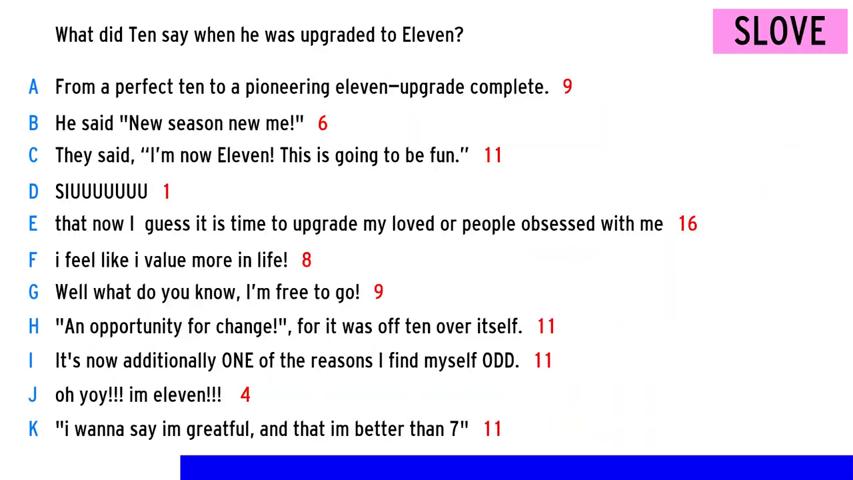 What did Ten say when he was upgraded to Eleven?
SLOVE
A From a perfect ten to a pioneering eleven—upgrade complete. 9
B He said "New season new me!" 6
C They said, “I’m now Eleven! This is going to be fun.” 11
D SIUUUUUUU 1
E that now I guess it is time to upgrade my loved or people obsessed with me 16
F i feel like i value more in life! 8
G Well what do you know, I’m free to go! 9
H "An opportunity for change!", for it was off ten over itself. 11
I It's now additionally ONE of the reasons I find myself ODD. 11
J oh yoy!!! im eleven!!! 4
K "i wanna say im greatful, and that im better than 7" 11